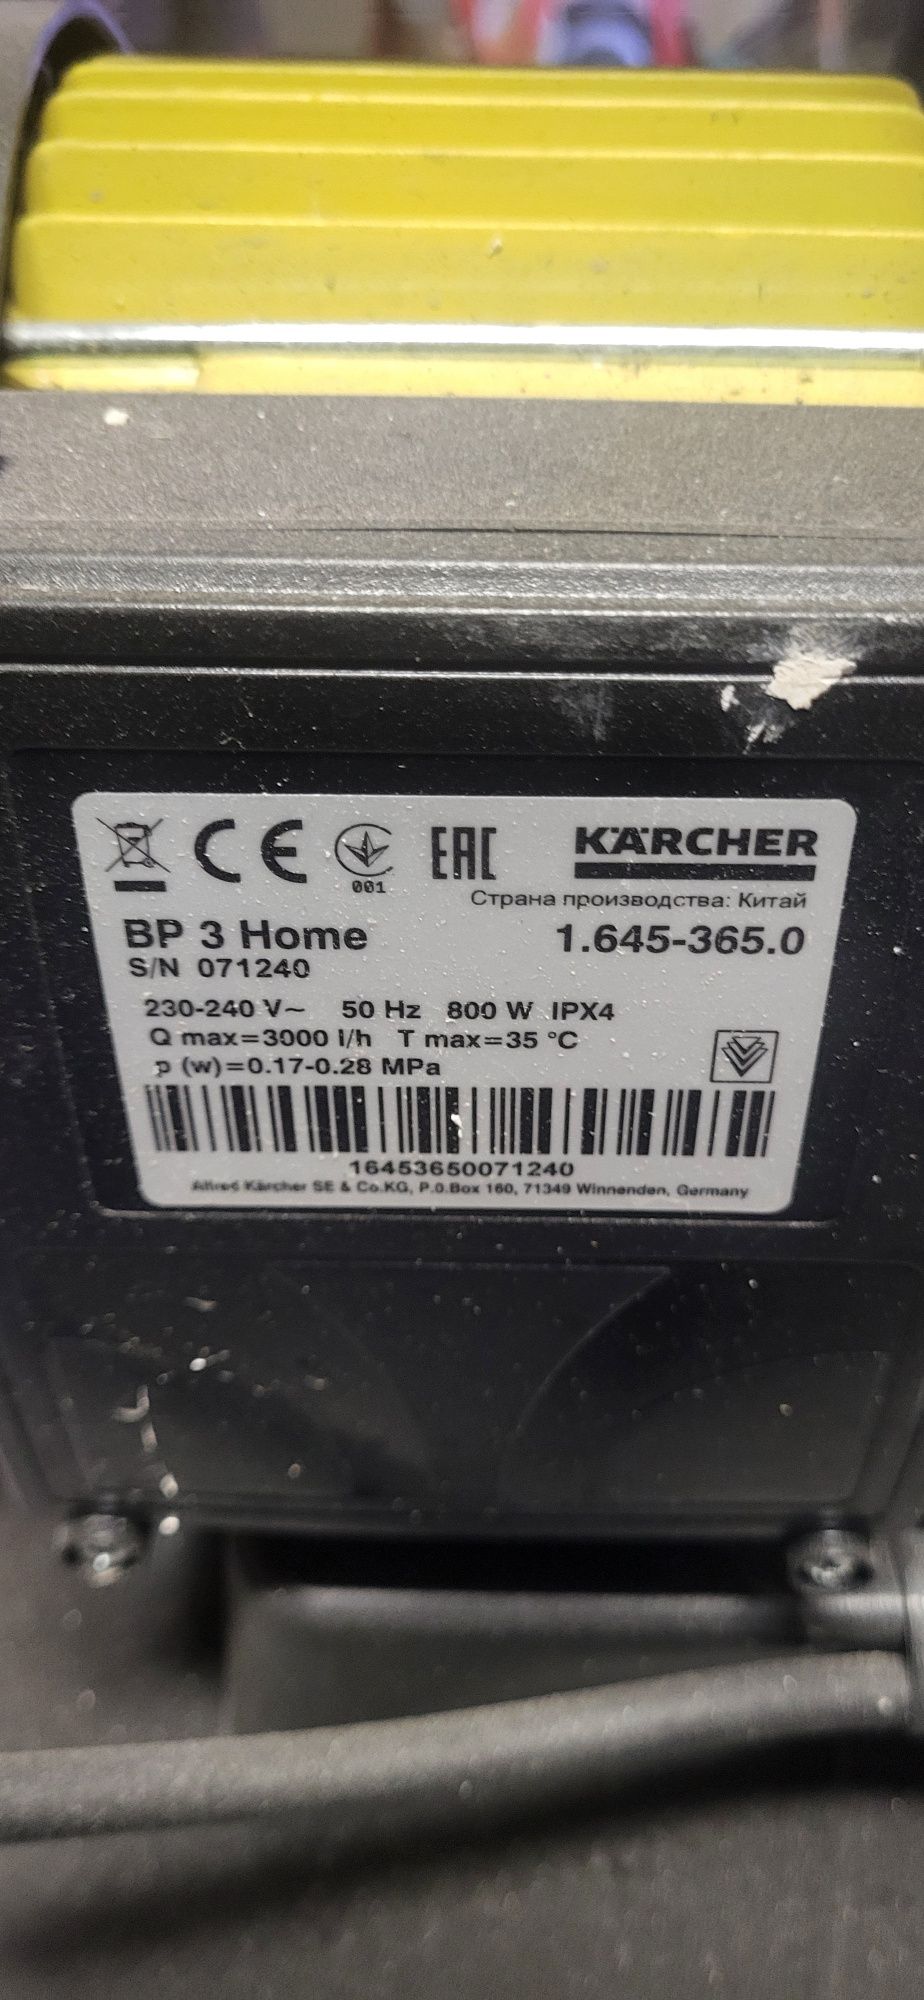 CE 001 EAC KÄRCHER
Страна производства: Китай
BP 3 Home 1.645-365.0
S/N 071240
230-240 V~ 50 Hz 800 W IPX4
Q max=3000 l/h T max=35 °C
p (w)=0.17-0.28 MPa
16453650071240
Alfred Kärcher SE & Co.KG, P.O.Box 160, 71349 Winnenden, Germany